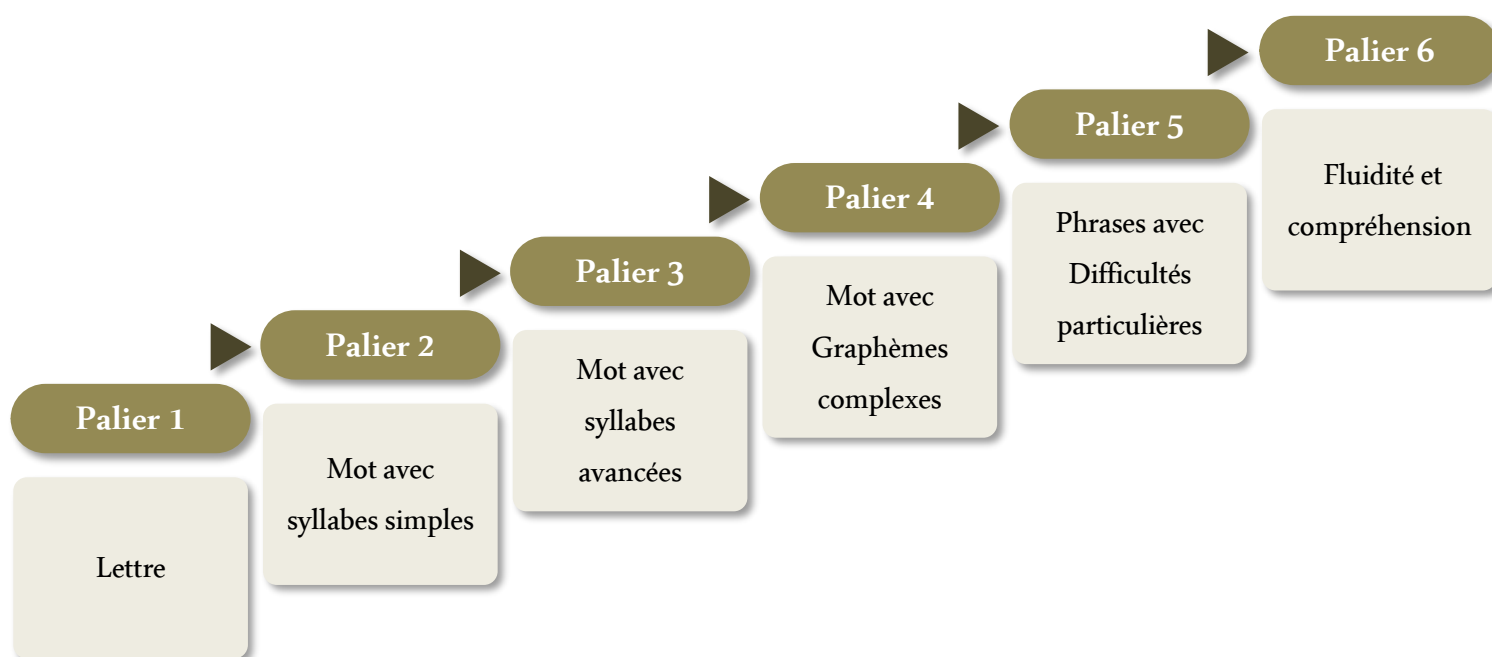 Palier 1
Lettre
Palier 2
Mot avec
syllabes simples
Palier 3
Mot avec
syllabes
avancées
Palier 4
Mot avec
Graphèmes
complexes
Palier 5
Phrases avec
Difficultés
particulières
Palier 6
Fluidité et
compréhension